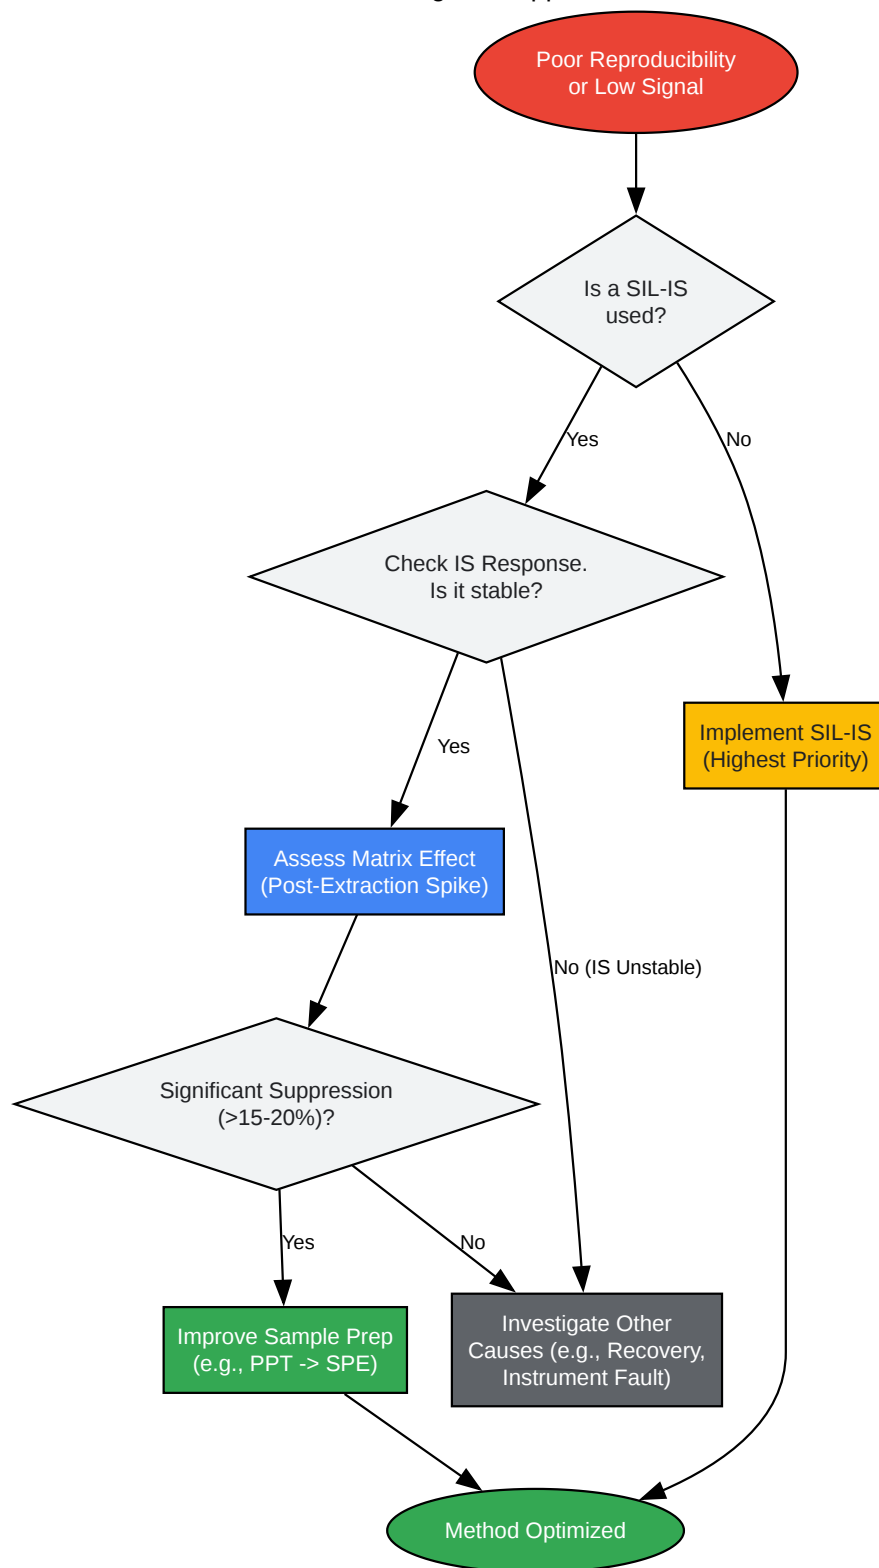 Poor Reproducibility
or Low Signal
Is a SIL-IS
used?
Yes
No
Check IS Response.
Is it stable?
Implement SIL-IS
(Highest Priority)
Yes
Assess Matrix Effect
(Post-Extraction Spike)
No (IS Unstable)
Significant Suppression
(>15-20%)?
Yes
No
Improve Sample Prep
(e.g., PPT -> SPE)
Investigate Other
Causes (e.g., Recovery,
Instrument Fault)
Method Optimized